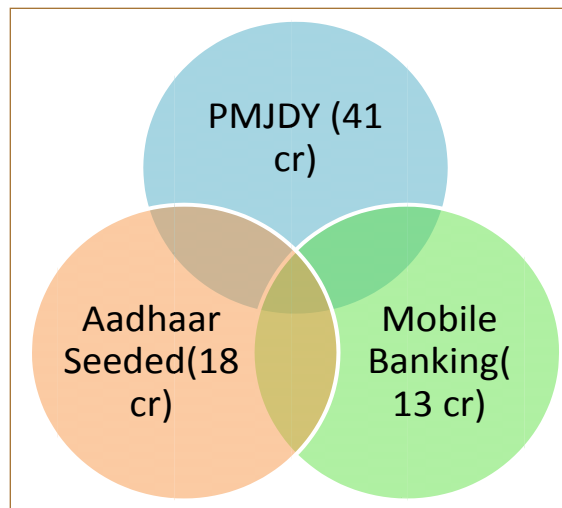 PMJDY (41
cr)
Aadhaar
Seeded(18
cr)
Mobile
Banking(
13 cr)